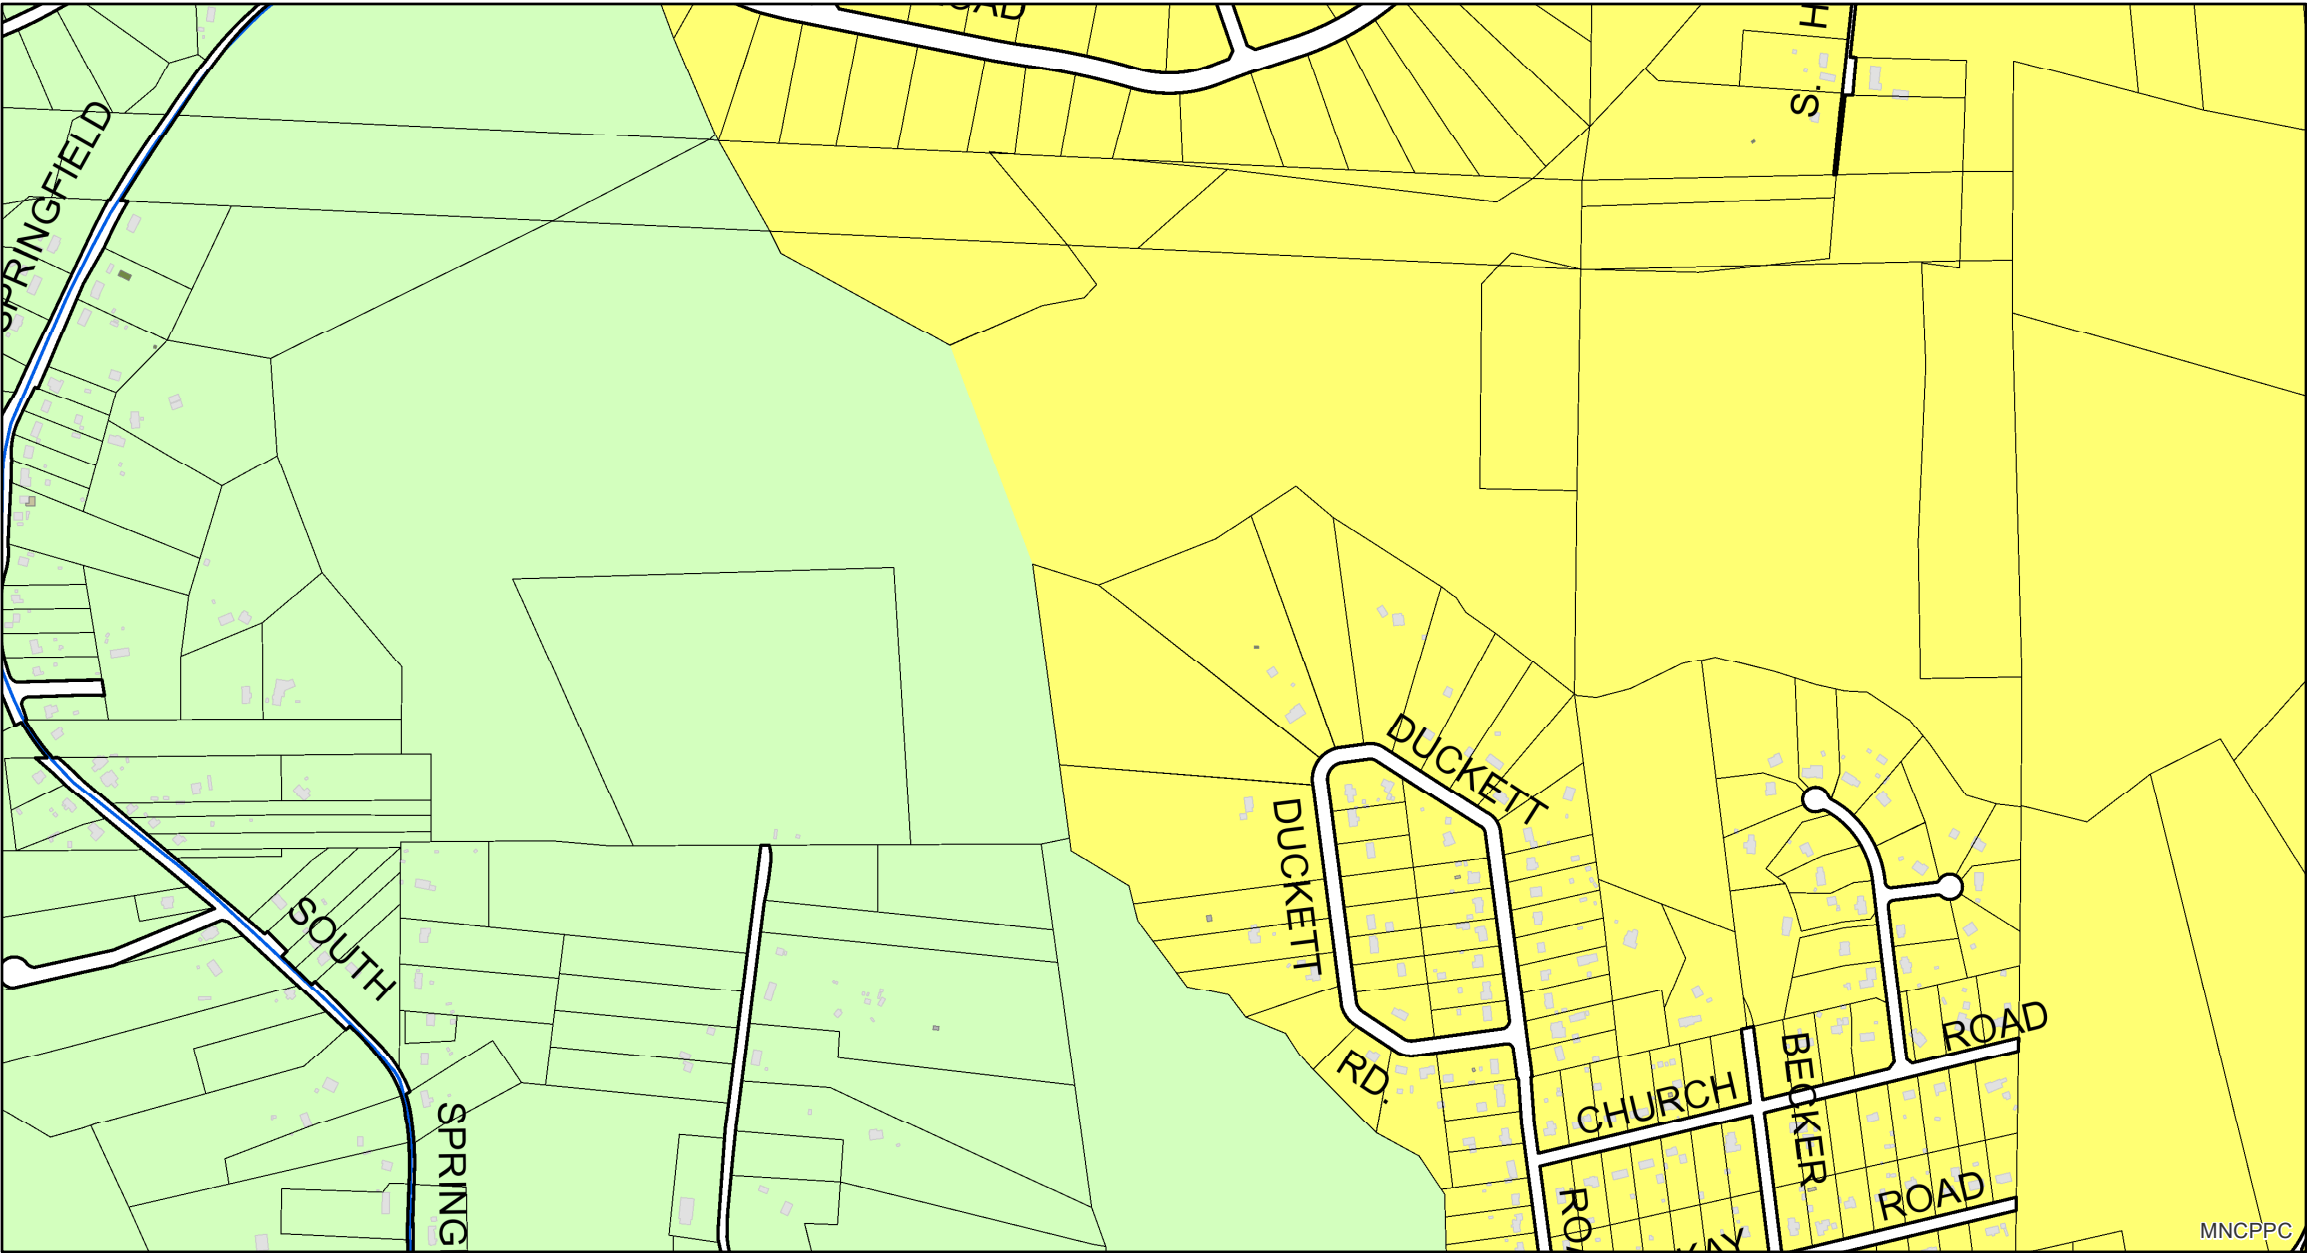 S. H
SPRINGFIELD
DUCKETT
DUCKETT
SOUTH
ROAD
RD.
BECKER
CHURCH
SPRING
ROAD
MNCPPC